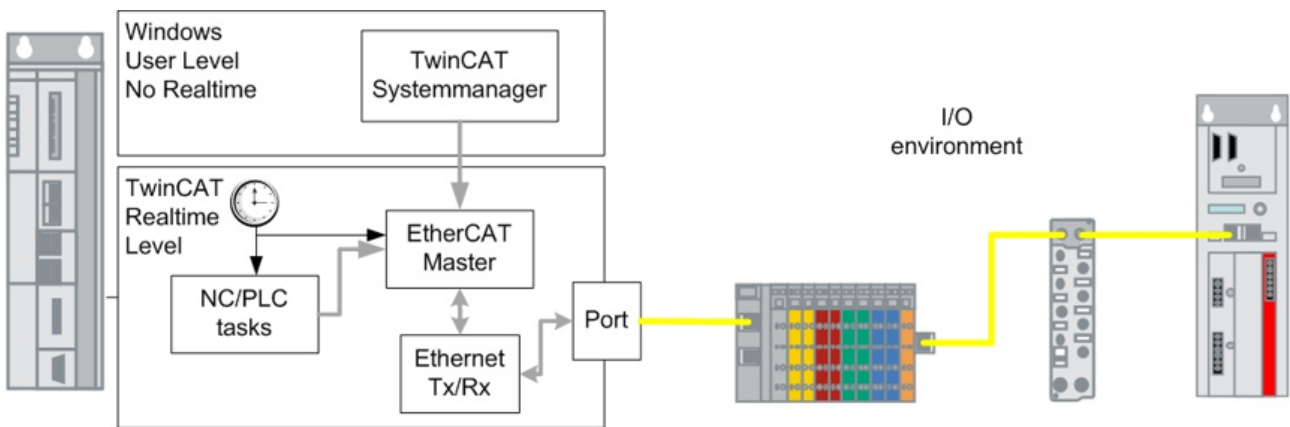 Windows
User Level
No Realtime
TwinCAT
Systemmanager
TwinCAT
Realtime
Level
EtherCAT
Master
NC/PLC
tasks
Ethernet
Tx/Rx
Port
I/O
environment